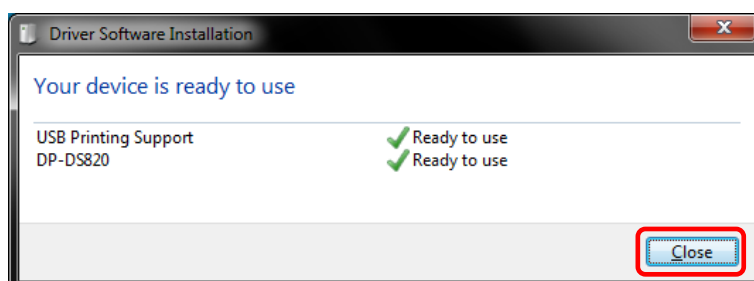 Driver Software Installation
Your device is ready to use
USB Printing Support Ready to use
DP-DS820 Ready to use
Close